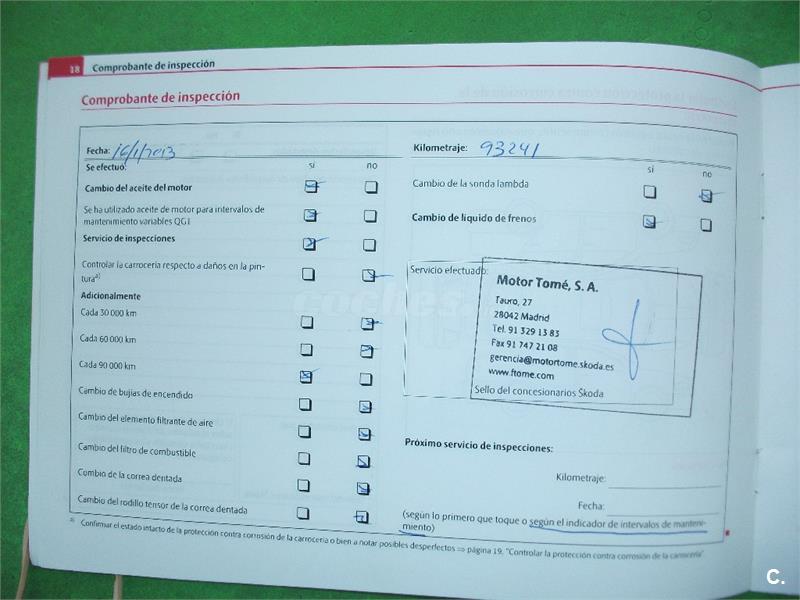 18 Comprobante de inspección
Comprobante de inspección
Fecha: 16/1/2013
Se efectuo: sí no
Cambio del aceite del motor
Se ha utilizado aceite de motor para intervalos de
mantenimiento variables QG1
Servicio de inspecciones
Controlar la carrocería respecto a daños en la pin-
tura a)
Adicionalmente
Cada 30 000 km
Cada 60 000 km
Cada 90 000 km
Cambio de bujías de encendido
Cambio del elemento filtrante de aire
Cambio del filtro de combustible
Combio de la correa dentada
Cambio del rodillo tensor de la correa dentada
Kilometraje: 93241
sí no
Cambio de la sonda lambda
Cambio de líquido de frenos
Servicio efectuado:
Motor Tomé, S. A.
Tauro, 27
28042 Madrid
Tel. 91 329 13 83
Fax 91 747 21 08
gerencia@motortome.skoda.es
www.ftome.com
Sello del concesionarios Škoda
Próximo servicio de inspecciones:
Kilometraje:
Fecha:
(según lo primero que toque o según el indicador de intervalos de manteni-
miento)
a) Confirmar el estado intacto de la protección contra corrosión de la carrocería o bien a notar posibles desperfectos ⇒ página 19, "Controlar la protección contra corrosión de la carrocería"
coches.
C.